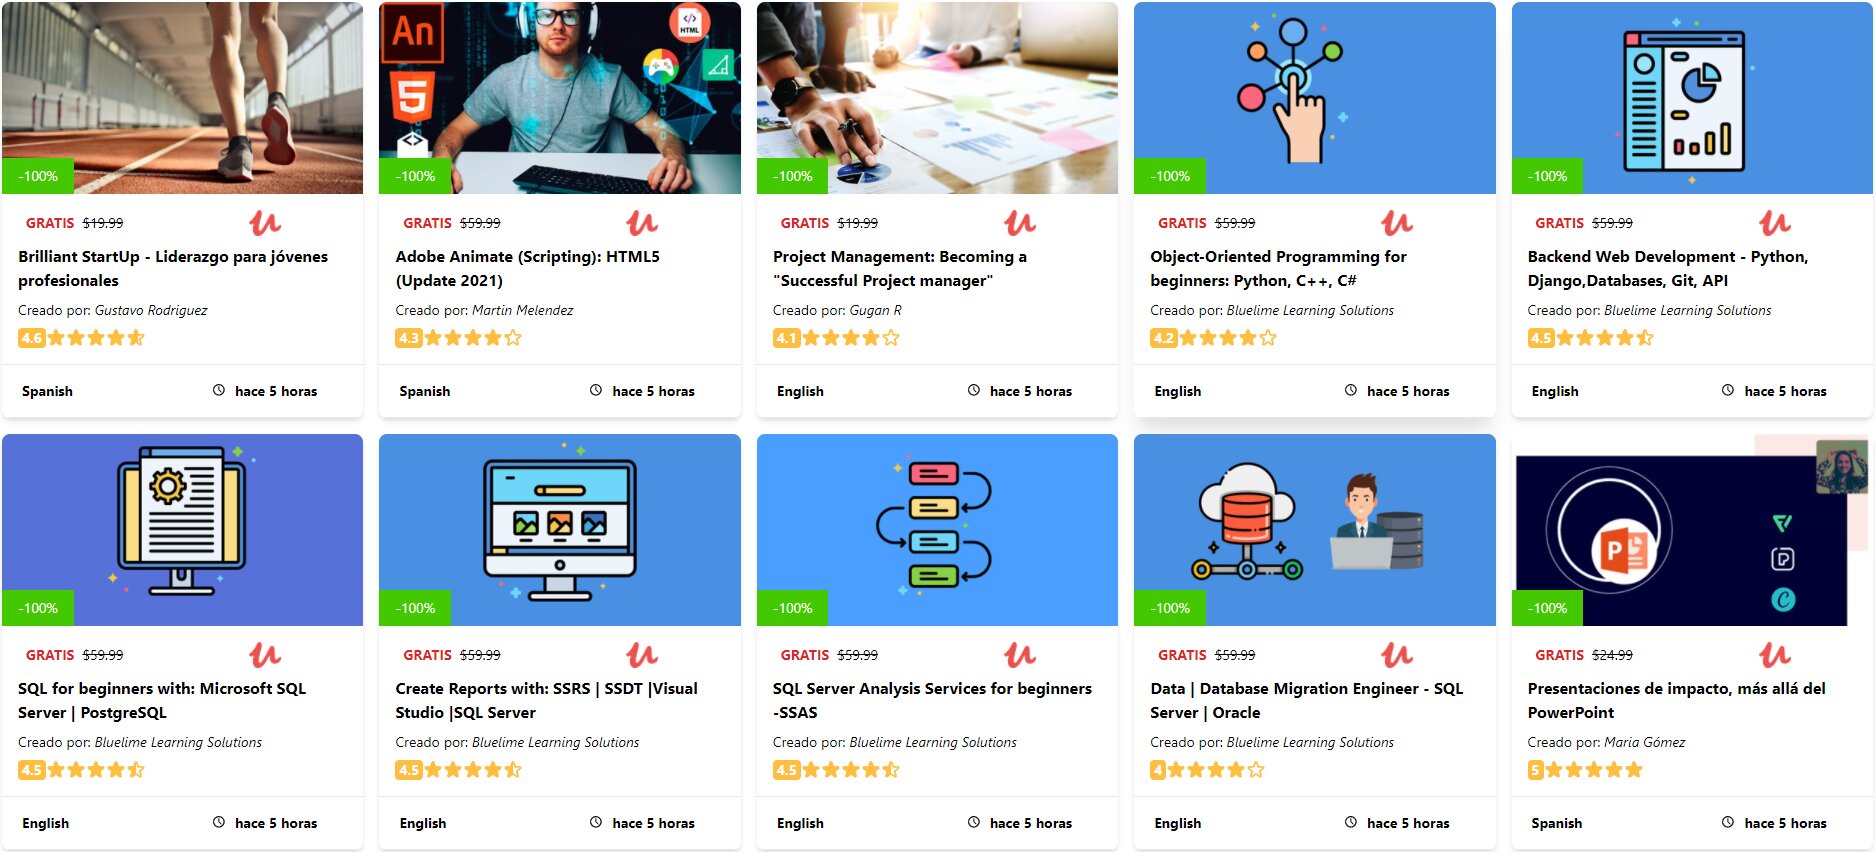 An
HTML
-100%
GRATIS $19.99
Brilliant StartUp - Liderazgo para jóvenes
profesionales
Creado por: Gustavo Rodriguez
4.6
Spanish
hace 5 horas
-100%
GRATIS $59.99
Adobe Animate (Scripting): HTML5
(Update 2021)
Creado por: Martin Melendez
4.3
Spanish
hace 5 horas
-100%
GRATIS $19.99
Project Management: Becoming a
"Successful Project manager"
Creado por: Gugan R
4.1
English
hace 5 horas
-100%
GRATIS $59.99
Object-Oriented Programming for
beginners: Python, C++, C#
Creado por: Bluelime Learning Solutions
4.2
English
hace 5 horas
-100%
GRATIS $59.99
Backend Web Development - Python,
Django,Databases, Git, API
Creado por: Bluelime Learning Solutions
4.5
English
hace 5 horas
-100%
GRATIS $59.99
SQL for beginners with: Microsoft SQL
Server | PostgreSQL
Creado por: Bluelime Learning Solutions
4.5
English
hace 5 horas
-100%
GRATIS $59.99
Create Reports with: SSRS | SSDT |Visual
Studio |SQL Server
Creado por: Bluelime Learning Solutions
4.5
English
hace 5 horas
-100%
GRATIS $59.99
SQL Server Analysis Services for beginners
-SSAS
Creado por: Bluelime Learning Solutions
4.5
English
hace 5 horas
-100%
GRATIS $59.99
Data | Database Migration Engineer - SQL
Server | Oracle
Creado por: Bluelime Learning Solutions
4
English
hace 5 horas
P
-100%
GRATIS $24.99
Presentaciones de impacto, más allá del
PowerPoint
Creado por: Maria Gómez
5
Spanish
hace 5 horas